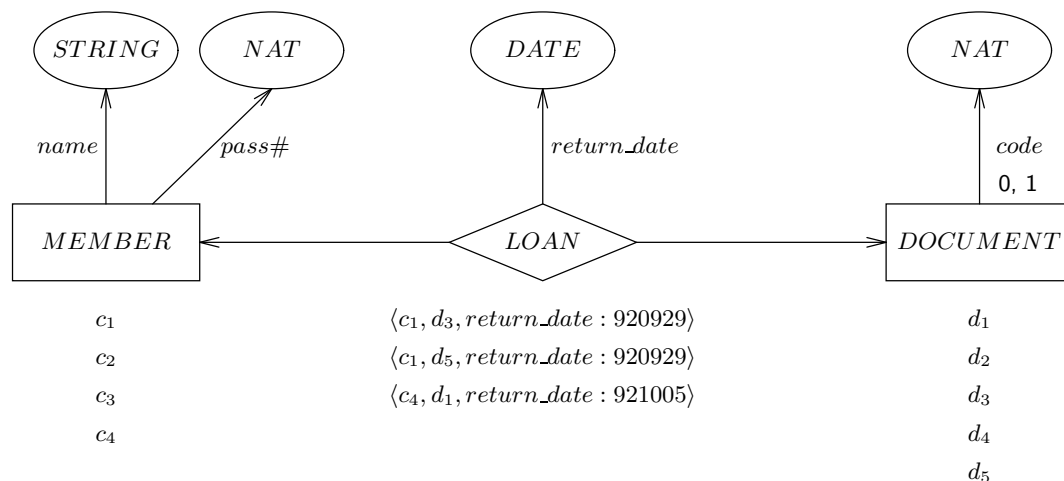 STRING NAT DATE NAT
name pass# return_date code
0, 1
MEMBER LOAN DOCUMENT
c₁ ⟨c₁, d₃, return_date : 920929⟩ d₁
c₂ ⟨c₁, d₅, return_date : 920929⟩ d₂
c₃ ⟨c₄, d₁, return_date : 921005⟩ d₃
c₄ d₄
d₅